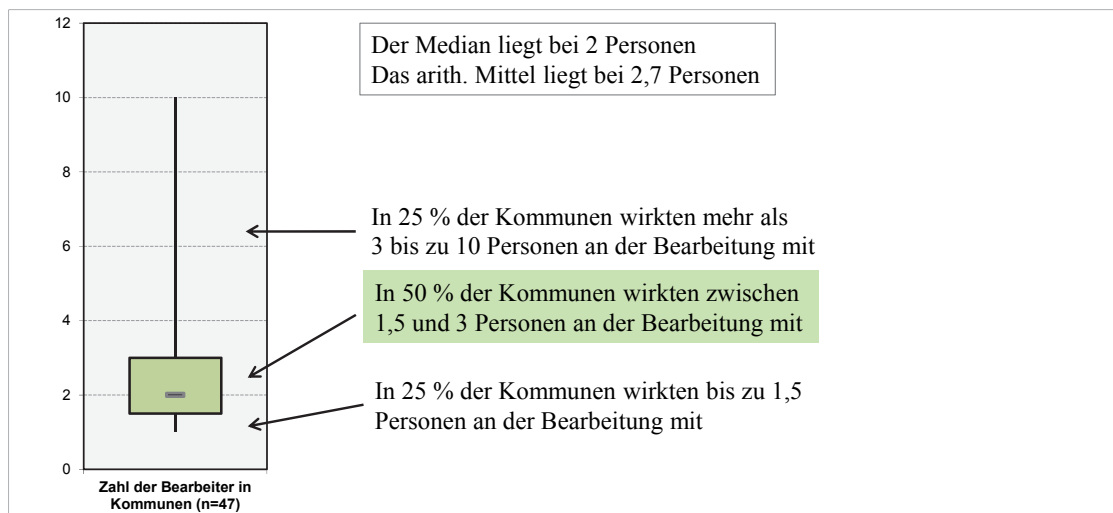 12
10
8
6
4
2
0
Zahl der Bearbeiter in
Kommunen (n=47)
Der Median liegt bei 2 Personen
Das arith. Mittel liegt bei 2,7 Personen
In 25 % der Kommunen wirkten mehr als
3 bis zu 10 Personen an der Bearbeitung mit
In 50 % der Kommunen wirkten zwischen
1,5 und 3 Personen an der Bearbeitung mit
In 25 % der Kommunen wirkten bis zu 1,5
Personen an der Bearbeitung mit